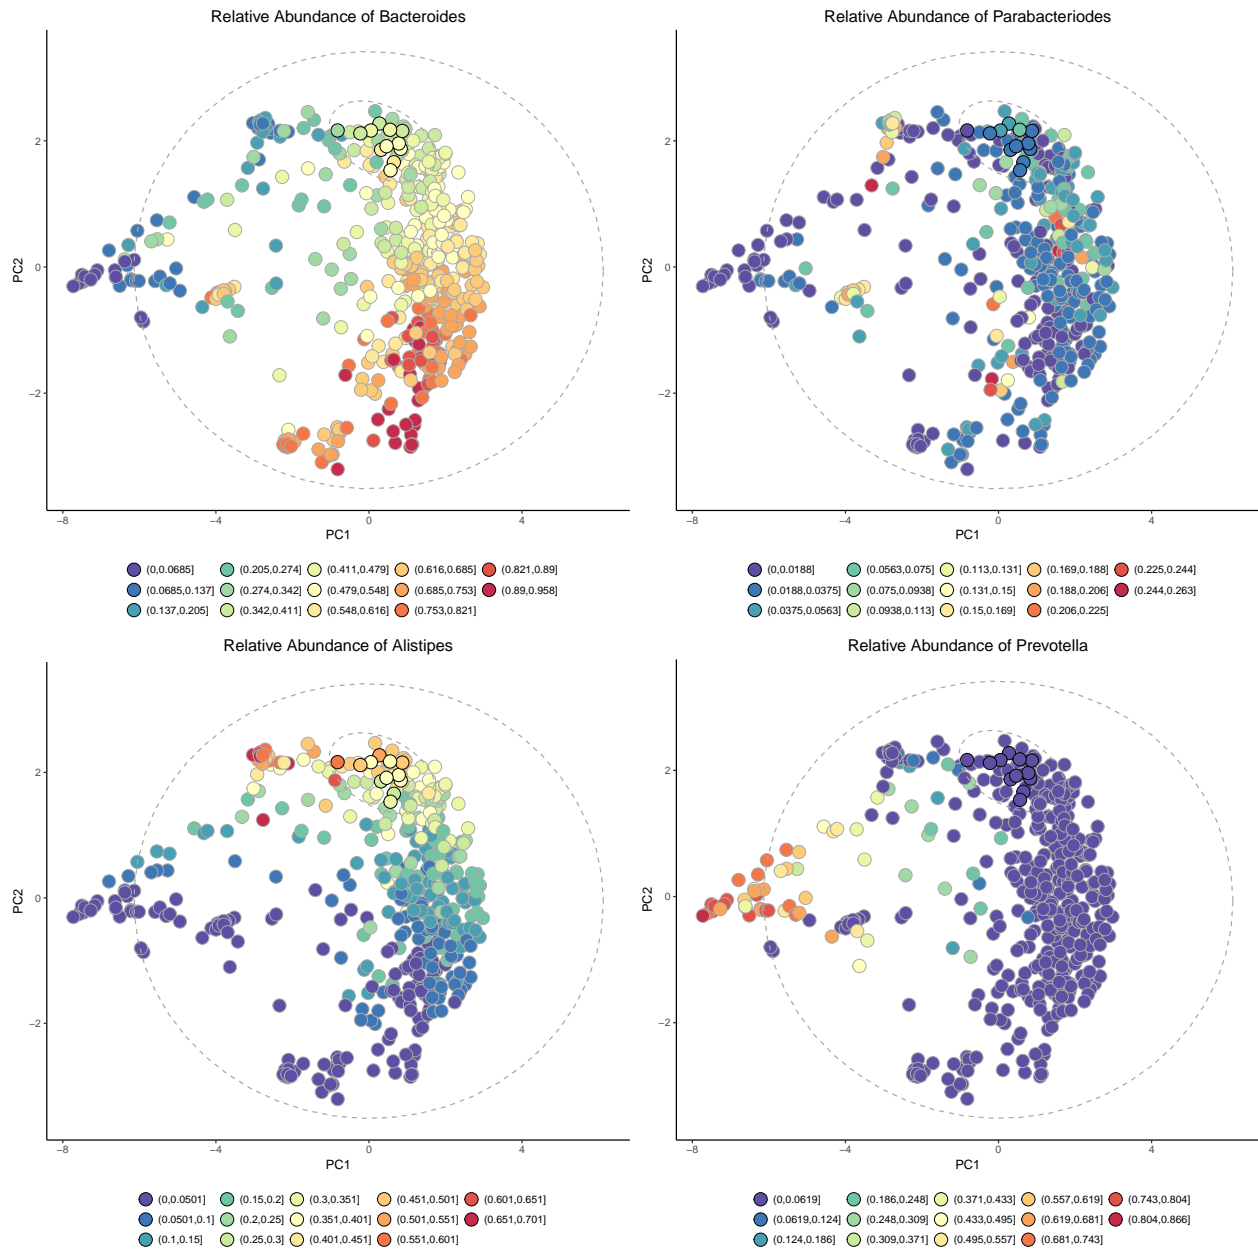 Relative Abundance of Bacteroides
2
0
−2
PC2
−8 −4 0 4
PC1
(0,0.0685] (0.205,0.274] (0.411,0.479] (0.616,0.685] (0.821,0.89]
(0.0685,0.137] (0.274,0.342] (0.479,0.548] (0.685,0.753] (0.89,0.958]
(0.137,0.205] (0.342,0.411] (0.548,0.616] (0.753,0.821]
Relative Abundance of Parabacteriodes
2
0
−2
PC2
−8 −4 0 4
PC1
(0,0.0188] (0.0563,0.075] (0.113,0.131] (0.169,0.188] (0.225,0.244]
(0.0188,0.0375] (0.075,0.0938] (0.131,0.15] (0.188,0.206] (0.244,0.263]
(0.0375,0.0563] (0.0938,0.113] (0.15,0.169] (0.206,0.225]
Relative Abundance of Alistipes
2
0
−2
PC2
−8 −4 0 4
PC1
(0,0.0501] (0.15,0.2] (0.3,0.351] (0.451,0.501] (0.601,0.651]
(0.0501,0.1] (0.2,0.25] (0.351,0.401] (0.501,0.551] (0.651,0.701]
(0.1,0.15] (0.25,0.3] (0.401,0.451] (0.551,0.601]
Relative Abundance of Prevotella
2
0
−2
PC2
−8 −4 0 4
PC1
(0,0.0619] (0.186,0.248] (0.371,0.433] (0.557,0.619] (0.743,0.804]
(0.0619,0.124] (0.248,0.309] (0.433,0.495] (0.619,0.681] (0.804,0.866]
(0.124,0.186] (0.309,0.371] (0.495,0.557] (0.681,0.743]